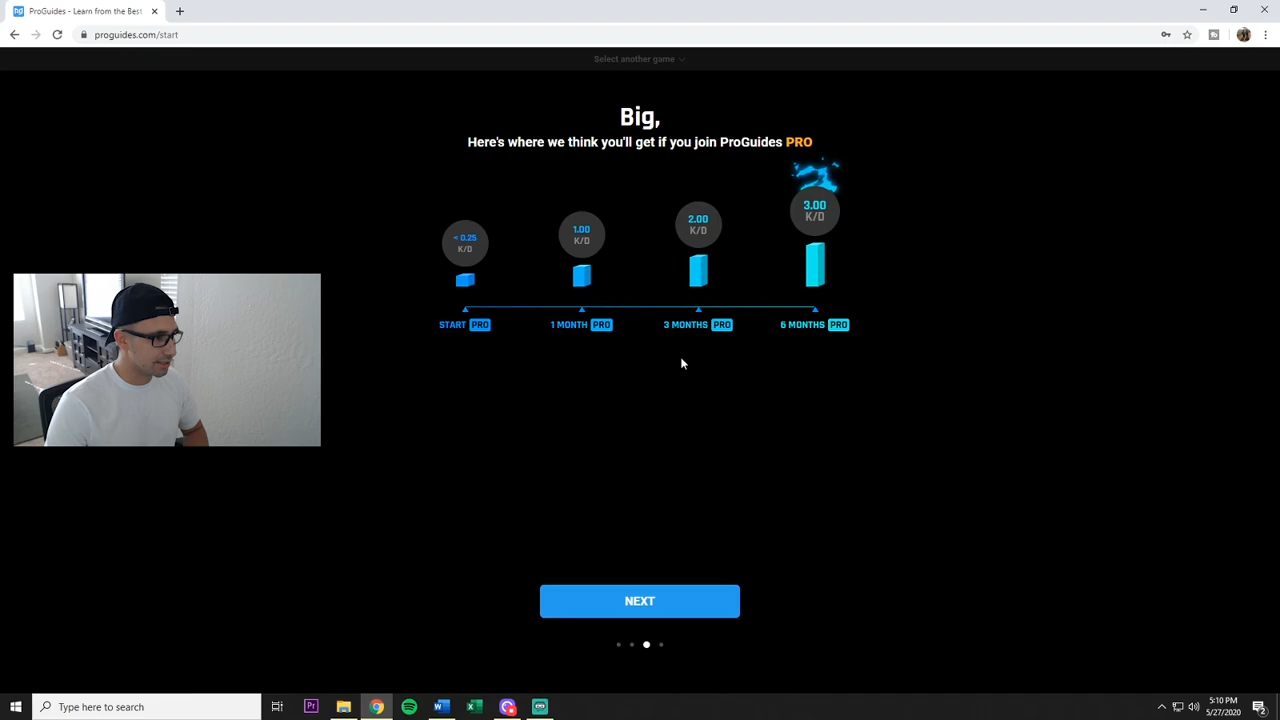 ProGuides - Learn from the Best
proguides.com/start
Select another game
Big,
Here's where we think you'll get if you join ProGuides PRO
< 0.25
K/D
1.00
K/D
2.00
K/D
3.00
K/D
START PRO
1 MONTH PRO
3 MONTHS PRO
6 MONTHS PRO
NEXT
Type here to search
Pr
5:10 PM
5/27/2020
2